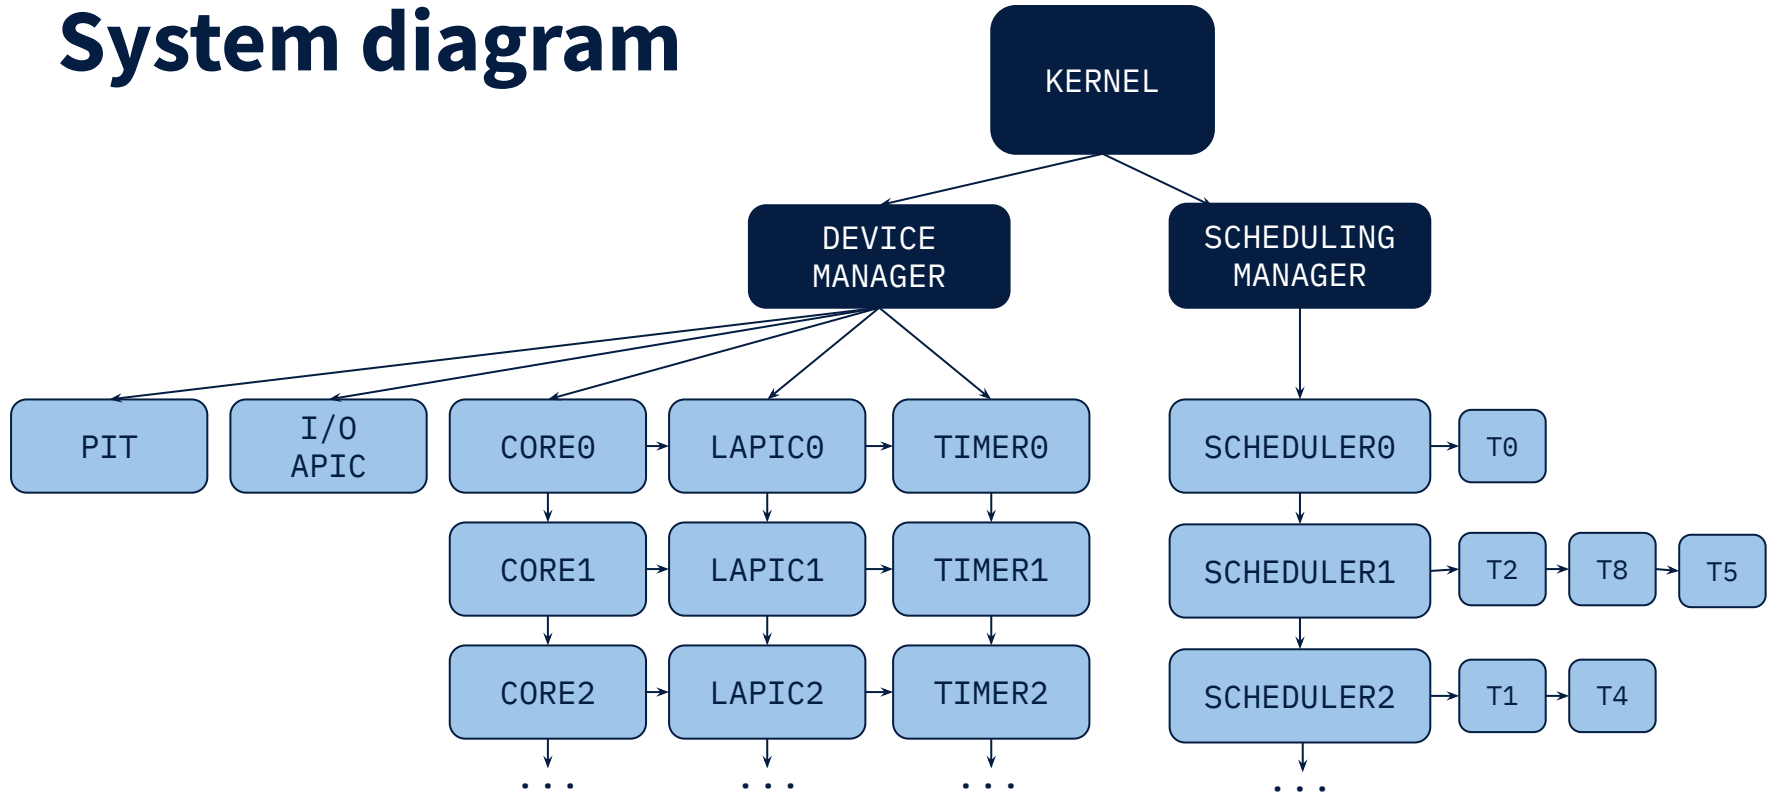 System diagram
KERNEL
DEVICE
MANAGER
SCHEDULING
MANAGER
PIT
I/O
APIC
CORE0
LAPIC0
TIMER0
SCHEDULER0
T0
CORE1
LAPIC1
TIMER1
SCHEDULER1
T2
T8
T5
CORE2
LAPIC2
TIMER2
SCHEDULER2
T1
T4
...
...
...
...